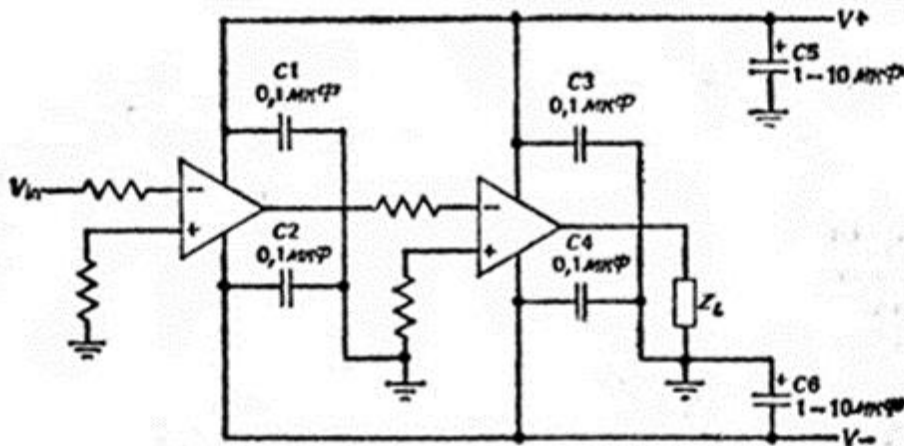 V+
C5
1-10 мкФ
C1
0,1 мкФ
C3
0,1 мкФ
Vin
-
+
C2
0,1 мкФ
-
+
C4
0,1 мкФ
ZL
C6
1-10 мкФ
V-
+
+